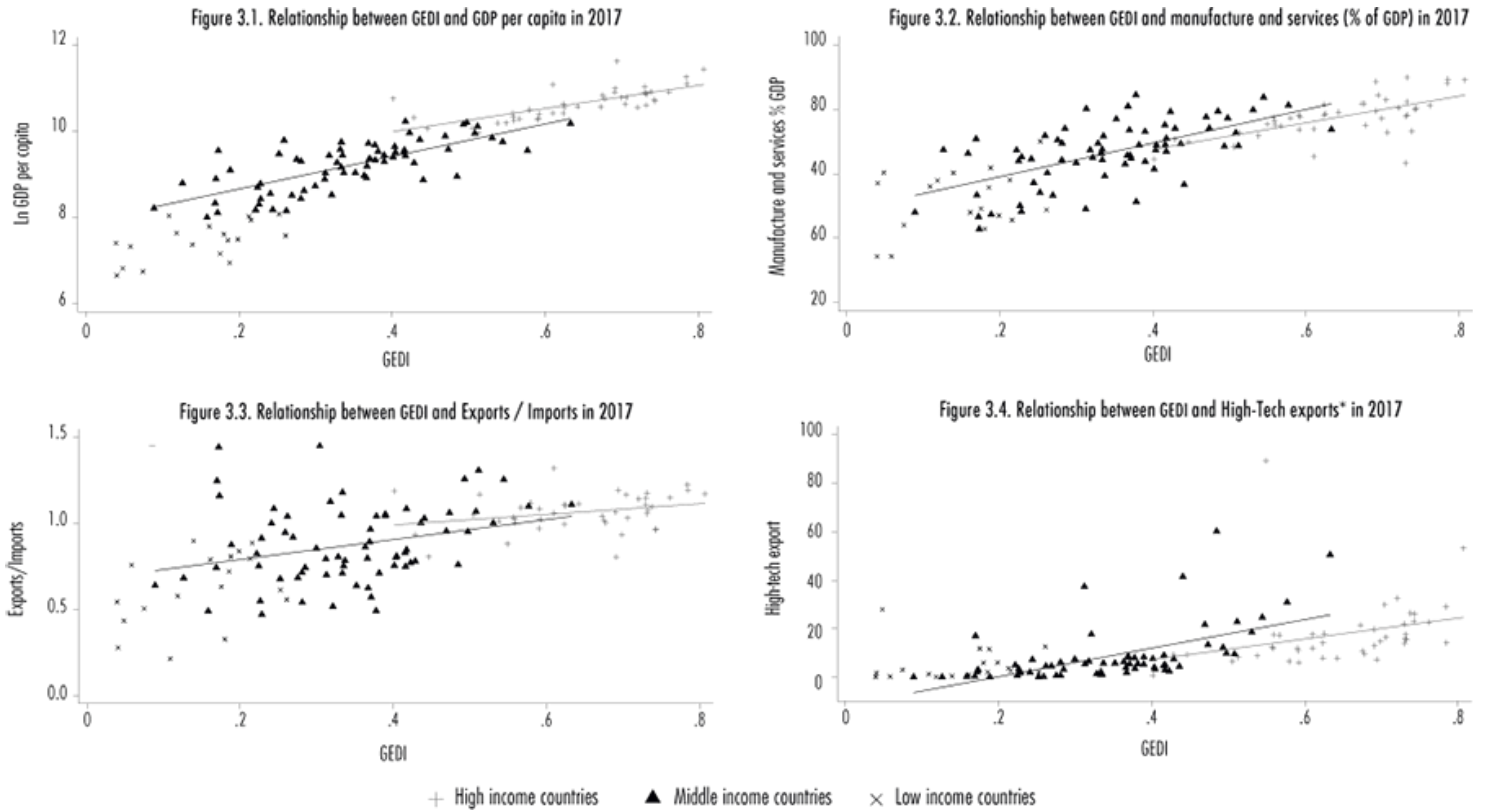 Figure 3.1. Relationship between GEDI and GDP per capita in 2017
12
10
8
6
Ln GDP per capita
0 .2 .4 .6 .8
GEDI
Figure 3.2. Relationship between GEDI and manufacture and services (% of GDP) in 2017
100
80
40
60
20
Manufacture and services % GDP
0 .2 .4 .6 .8
GEDI
Figure 3.3. Relationship between GEDI and Exports / Imports in 2017
1.5
1.0
0.5
0.0
Exports/Imports
0 .2 .4 .6 .8
GEDI
Figure 3.4. Relationship between GEDI and High-Tech exports* in 2017
100
80
60
40
20
0
High-tech export
0 .2 .4 .6 .8
GEDI
High income countries Middle income countries Low income countries